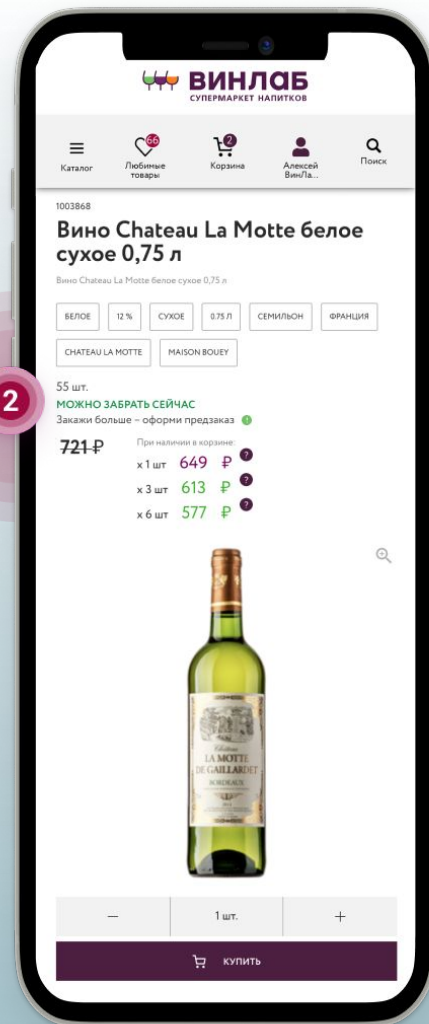 ВИНЛАБ
СУПЕРМАРКЕТ НАПИТКОВ
66
2
Каталог
Любимые
товары
Корзина
Алексей
ВинЛа...
Поиск
1003868
Вино Chateau La Motte белое
сухое 0,75 л
Вино Chateau La Motte белое сухое 0,75 л
БЕЛОЕ
12 %
СУХОЕ
0.75 Л
СЕМИЛЬОН
ФРАНЦИЯ
CHATEAU LA MOTTE
MAISON BOUEY
2
55 шт.
МОЖНО ЗАБРАТЬ СЕЙЧАС
Закажи больше – оформи предзаказ !
721 ₽
При наличии в корзине:
x 1 шт 649 ₽ ?
x 3 шт 613 ₽ ?
x 6 шт 577 ₽ ?
Château
LA MOTTE
DE GAILLARDET
BORDEAUX
– 1 шт. +
КУПИТЬ